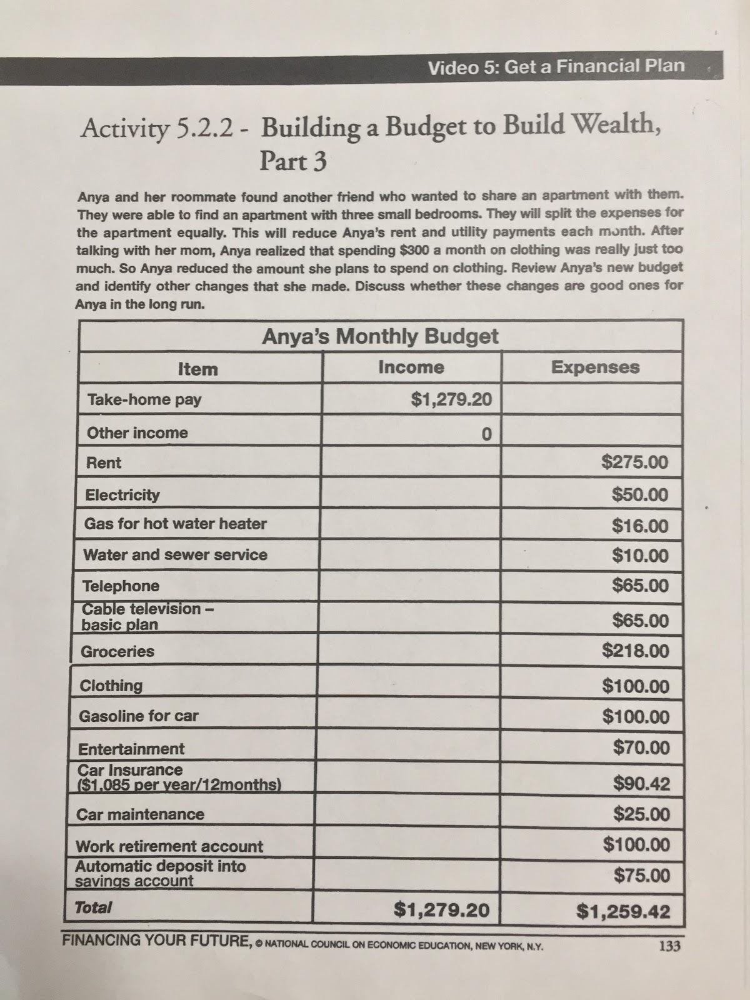 Video 5: Get a Financial Plan
Activity 5.2.2 - Building a Budget to Build Wealth,
Part 3
Anya and her roommate found another friend who wanted to share an apartment with them.
They were able to find an apartment with three small bedrooms. They will split the expenses for
the apartment equally. This will reduce Anya's rent and utility payments each month. After
talking with her mom, Anya realized that spending $300 a month on clothing was really just too
much. So Anya reduced the amount she plans to spend on clothing. Review Anya's new budget
and identify other changes that she made. Discuss whether these changes are good ones for
Anya in the long run.
Anya's Monthly Budget
Item Income Expenses
Take-home pay $1,279.20
Other income 0
Rent $275.00
Electricity $50.00
Gas for hot water heater $16.00
Water and sewer service $10.00
Telephone $65.00
Cable television –
basic plan $65.00
Groceries $218.00
Clothing $100.00
Gasoline for car $100.00
Entertainment $70.00
Car Insurance
($1,085 per year/12months) $90.42
Car maintenance $25.00
Work retirement account $100.00
Automatic deposit into
savings account $75.00
Total $1,279.20 $1,259.42
FINANCING YOUR FUTURE, © NATIONAL COUNCIL ON ECONOMIC EDUCATION, NEW YORK, N.Y. 133